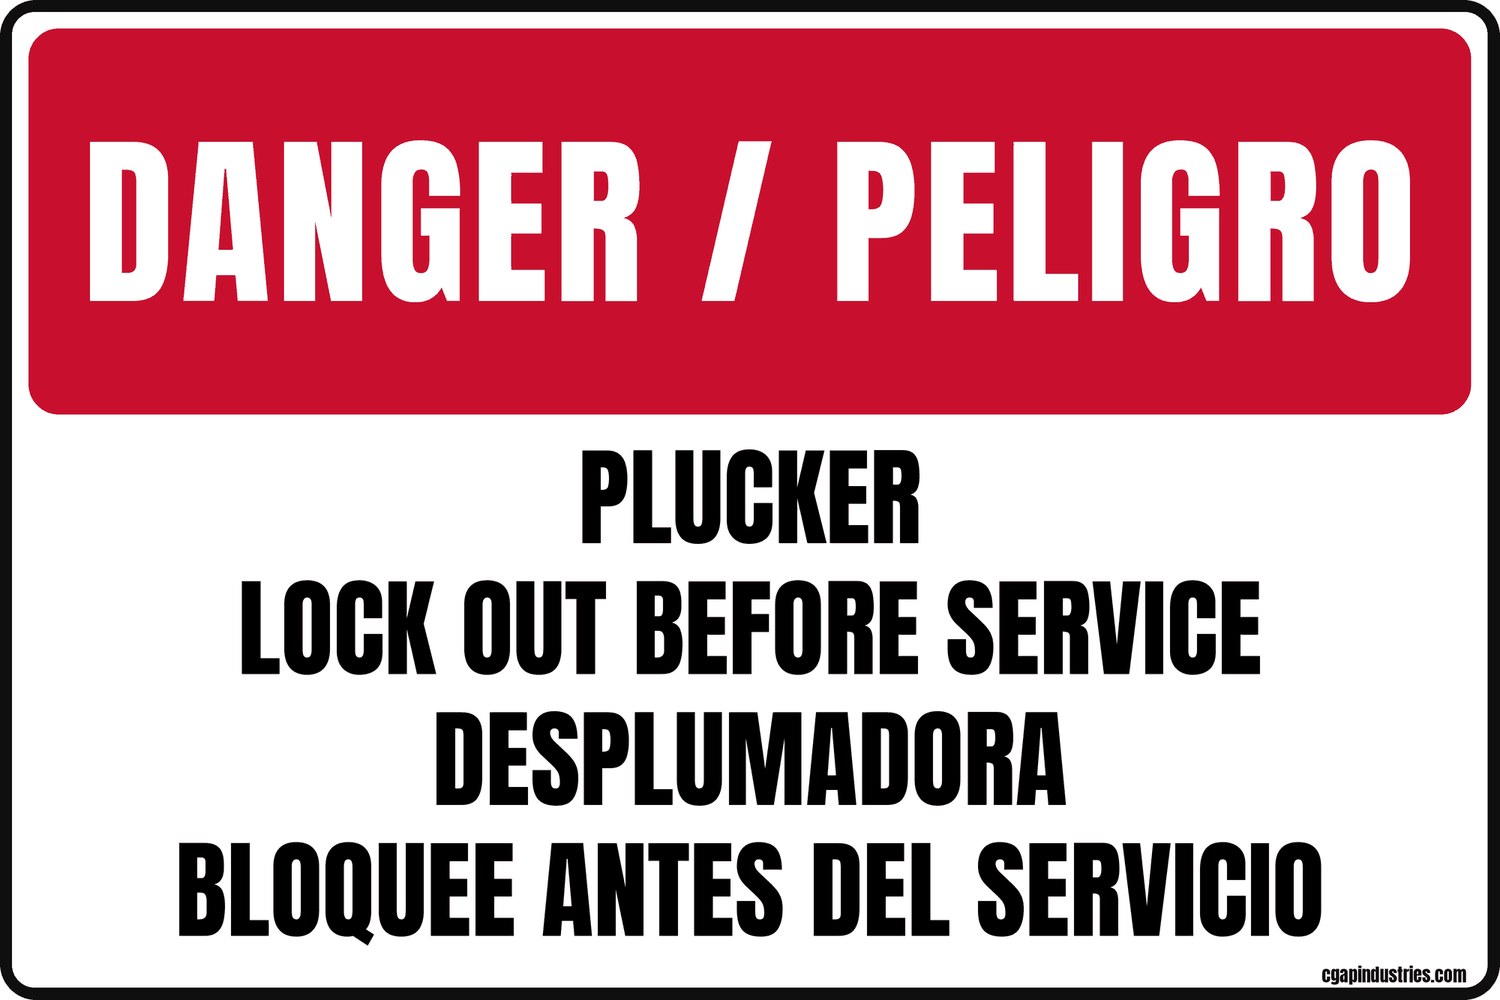 DANGER / PELIGRO
PLUCKER
LOCK OUT BEFORE SERVICE
DESPLUMADORA
BLOQUEE ANTES DEL SERVICIO
cgapindustries.com